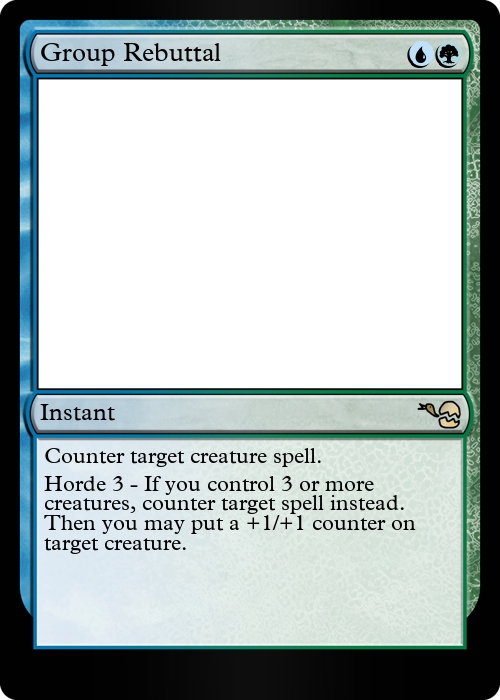 Group Rebuttal
Instant
Counter target creature spell.
Horde 3 - If you control 3 or more
creatures, counter target spell instead.
Then you may put a +1/+1 counter on
target creature.